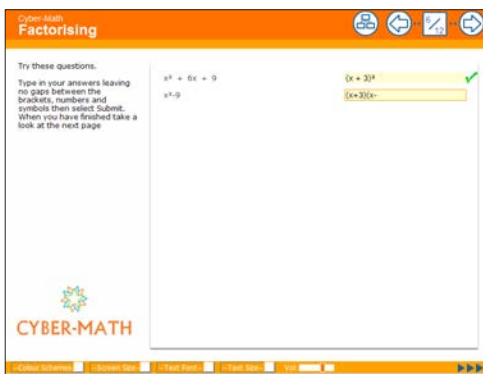 Cyber-Math
Factorising
6/12
Try these questions.
Type in your answers leaving
no gaps between the
brackets, numbers and
symbols then select Submit.
When you have finished take a
look at the next page
x² + 6x + 9
(x + 3)²
x²-9
(x+3)(x-
CYBER-MATH
--Colour Schemes--
--Screen Size--
--Text Font--
--Text Size--
Vol